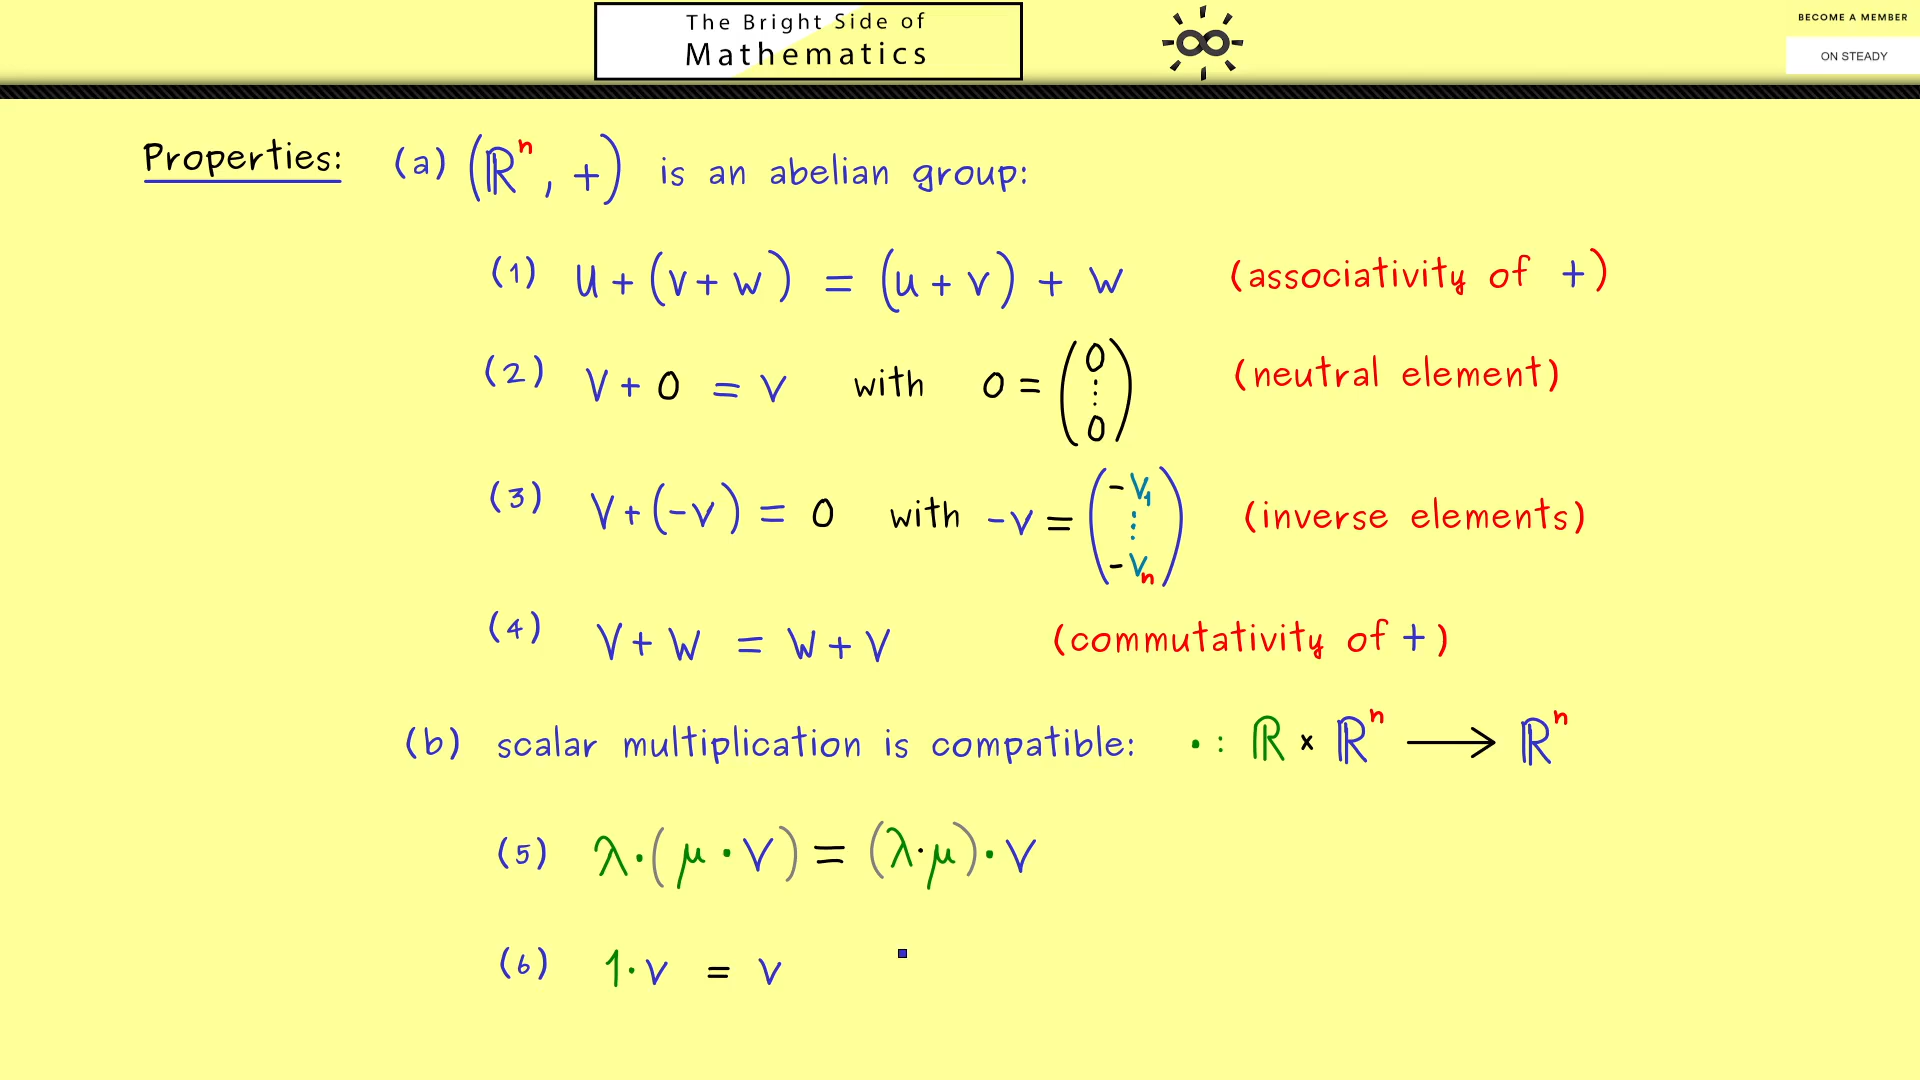 The Bright Side of
Mathematics
BECOME A MEMBER
ON STEADY
Properties: (a) (ℝⁿ, +) is an abelian group:
(1) u + (v + w) = (u + v) + w (associativity of +)
(2) v + 0 = v with 0 = (0 ⋮ 0) (neutral element)
(3) v + (-v) = 0 with -v = (-v₁ ⋮ -vₙ) (inverse elements)
(4) v + w = w + v (commutativity of +)
(b) scalar multiplication is compatible: · : ℝ × ℝⁿ ⟶ ℝⁿ
(5) λ · (μ · v) = (λ · μ) · v
(6) 1 · v = v